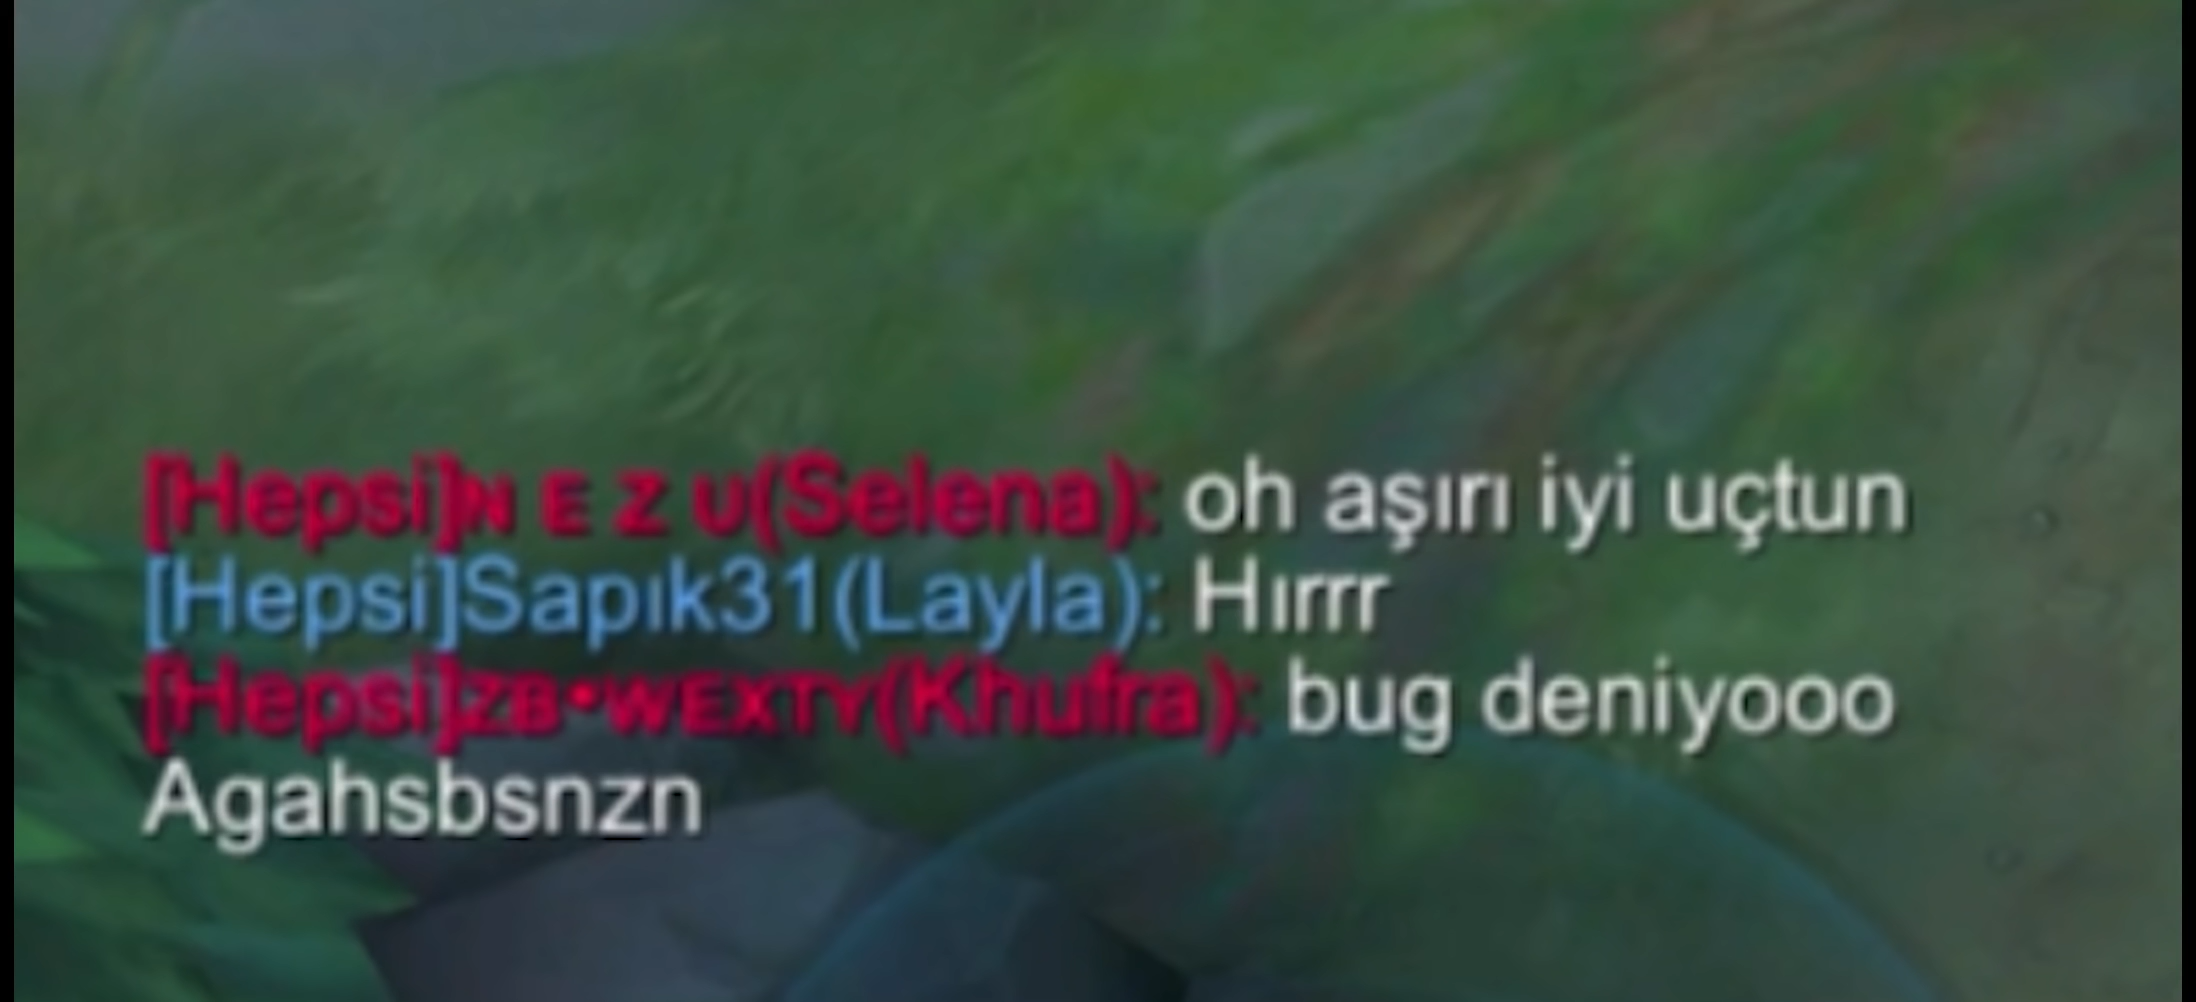 [Hepsi]N E Z U(Selena): oh aşırı iyi uçtun
[Hepsi]Sapık31(Layla): Hırrr
[Hepsi]ZB•WEXTY(Khufra): bug deniyooo
Agahsbsnzn